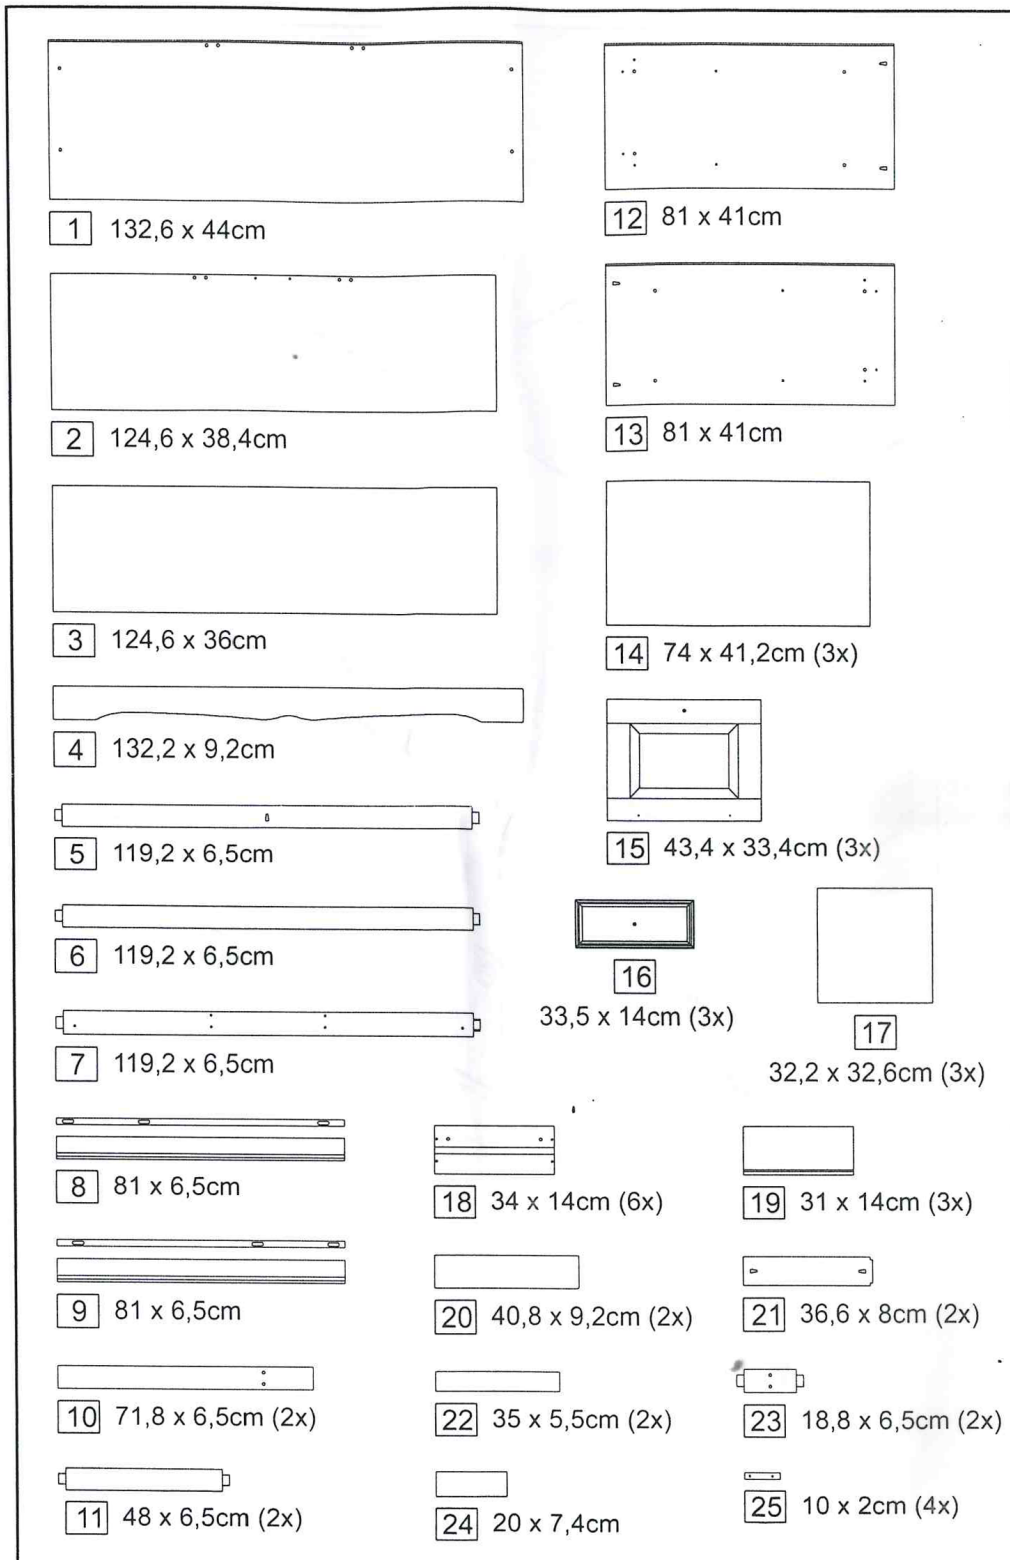 1 132,6 x 44cm
2 124,6 x 38,4cm
3 124,6 x 36cm
4 132,2 x 9,2cm
5 119,2 x 6,5cm
6 119,2 x 6,5cm
7 119,2 x 6,5cm
8 81 x 6,5cm
9 81 x 6,5cm
10 71,8 x 6,5cm (2x)
11 48 x 6,5cm (2x)
12 81 x 41cm
13 81 x 41cm
14 74 x 41,2cm (3x)
15 43,4 x 33,4cm (3x)
16
33,5 x 14cm (3x)
17
32,2 x 32,6cm (3x)
18 34 x 14cm (6x)
19 31 x 14cm (3x)
20 40,8 x 9,2cm (2x)
21 36,6 x 8cm (2x)
22 35 x 5,5cm (2x)
23 18,8 x 6,5cm (2x)
24 20 x 7,4cm
25 10 x 2cm (4x)